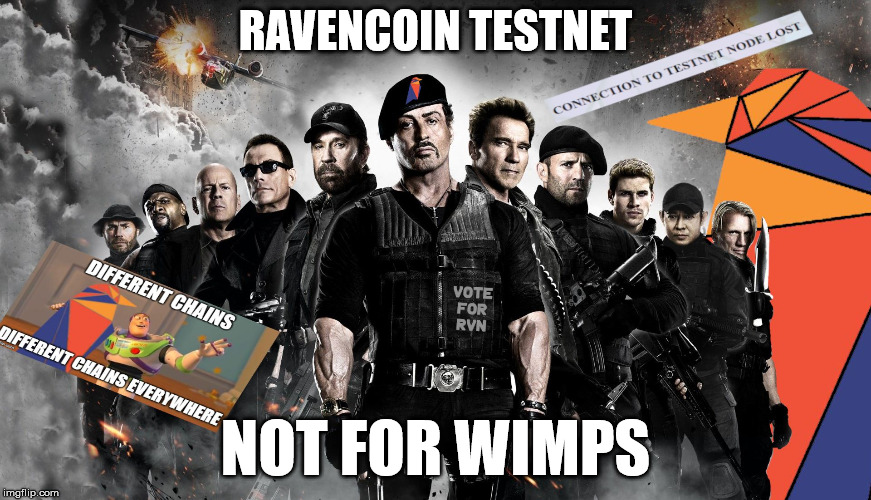 RAVENCOIN TESTNET
CONNECTION TO TESTNET NODE LOST
VOTE
FOR
RVN
DIFFERENT CHAINS
DIFFERENT CHAINS EVERYWHERE
NOT FOR WIMPS
imgflip.com